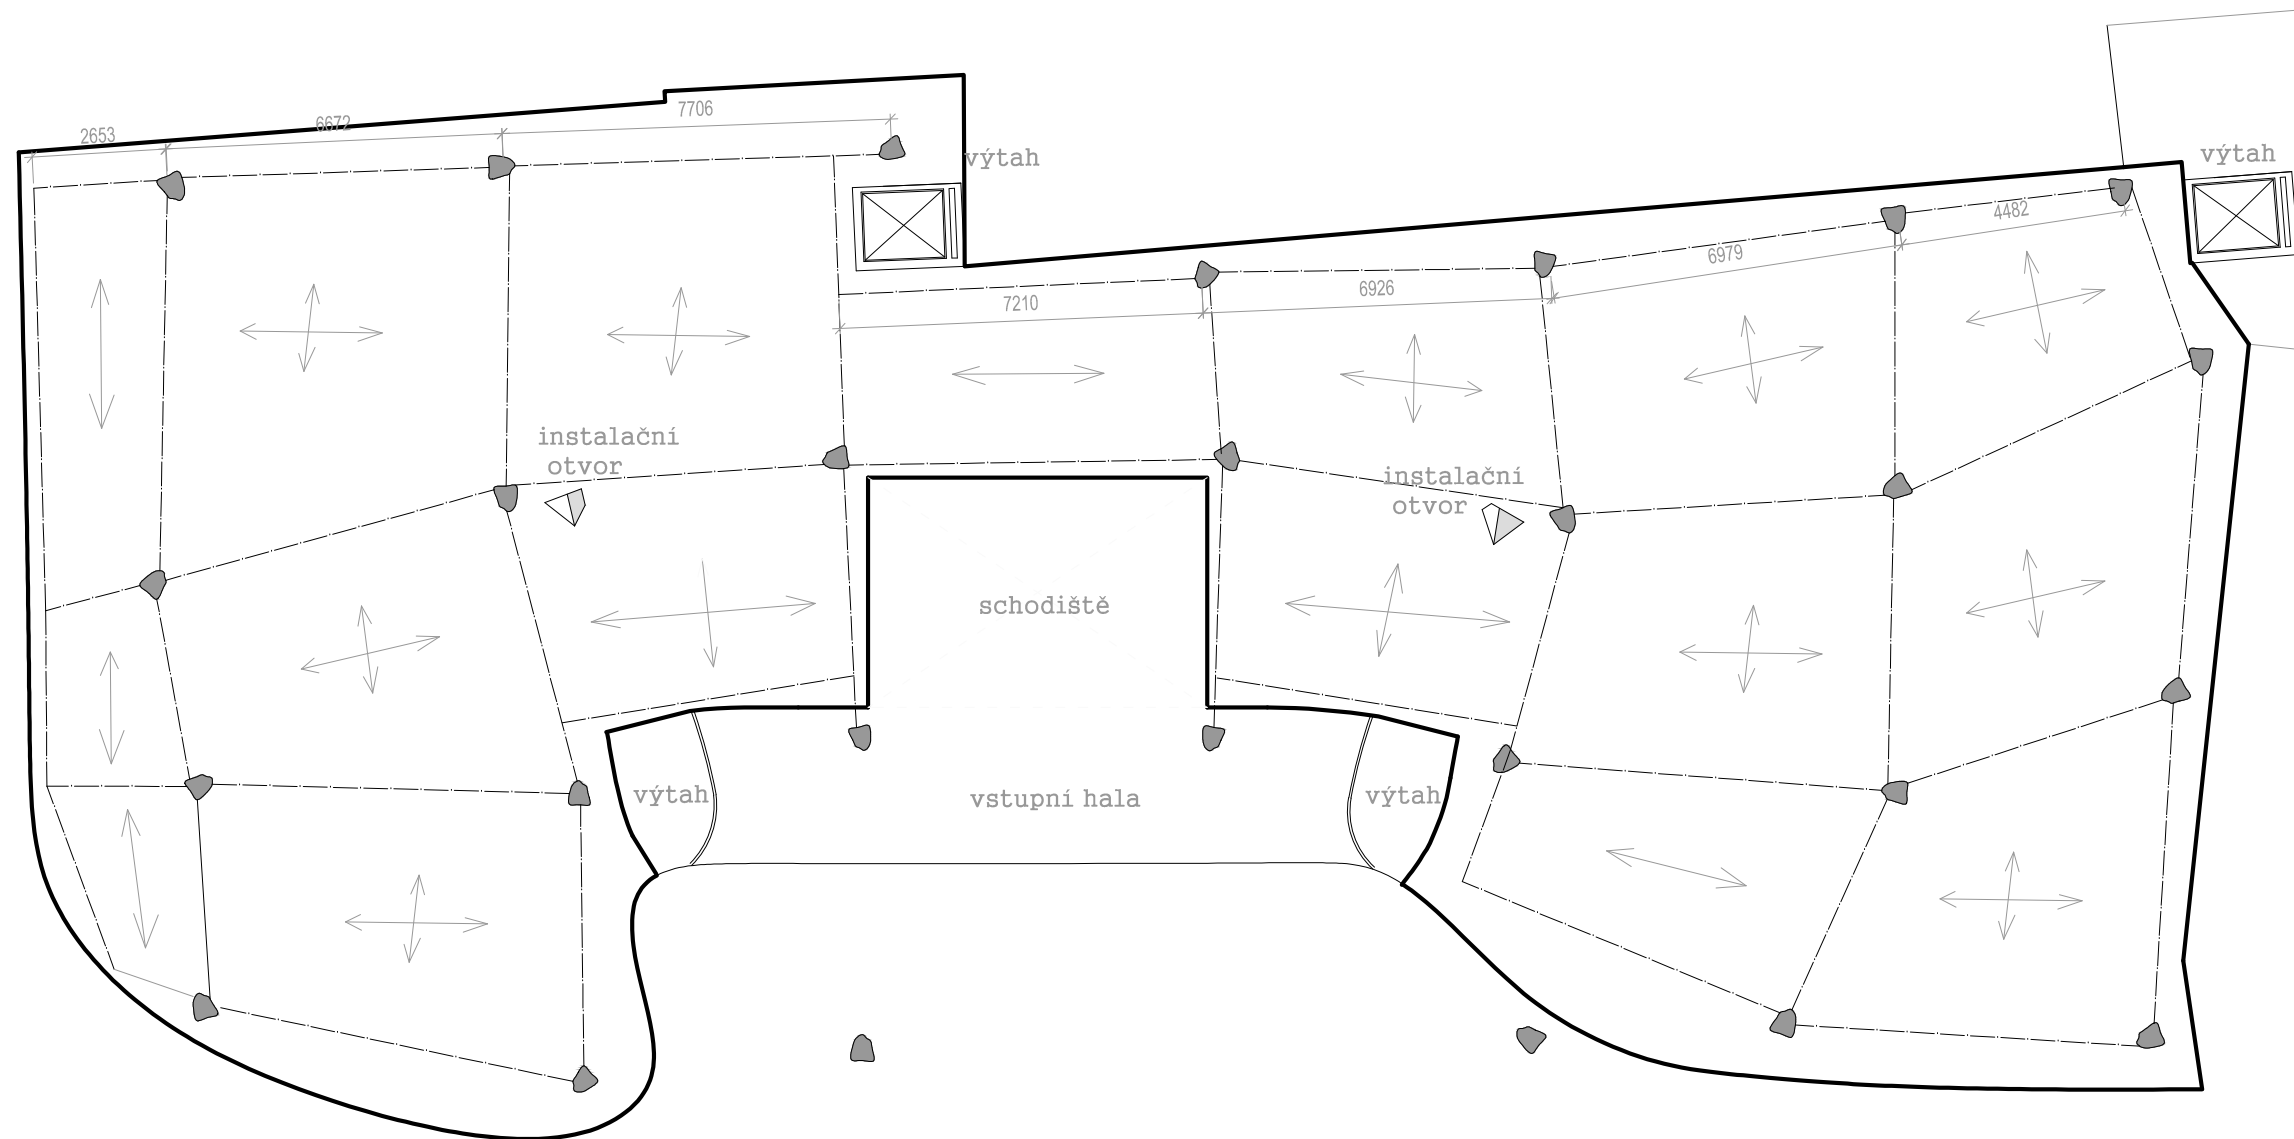 7706
6672
2653
výtah
výtah
4482
6979
6926
7210
instalační
otvor
instalační
otvor
schodiště
výtah
vstupní hala
výtah